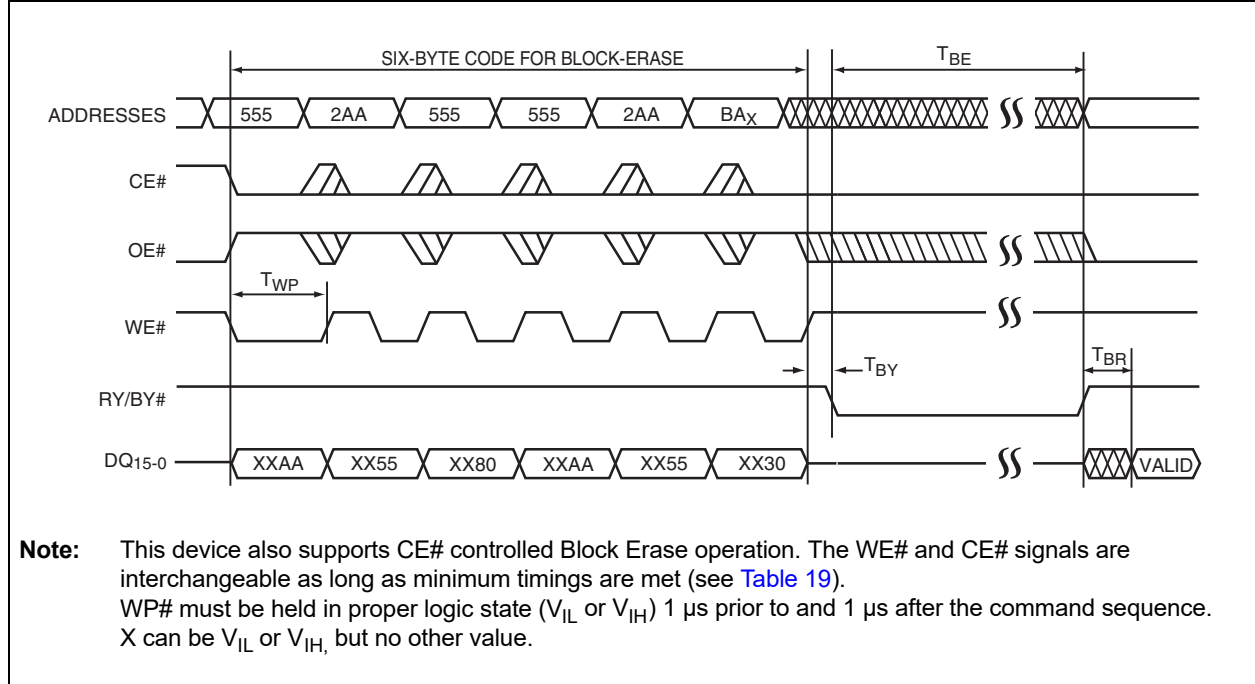 SIX-BYTE CODE FOR BLOCK-ERASE TBE
ADDRESSES 555 2AA 555 555 2AA BAX
CE#
OE#
TWP
WE#
TBY TBR
RY/BY#
DQ15-0 XXAA XX55 XX80 XXAA XX55 XX30 VALID
Note: This device also supports CE# controlled Block Erase operation. The WE# and CE# signals are
interchangeable as long as minimum timings are met (see Table 19).
WP# must be held in proper logic state (VIL or VIH) 1 µs prior to and 1 µs after the command sequence.
X can be VIL or VIH, but no other value.